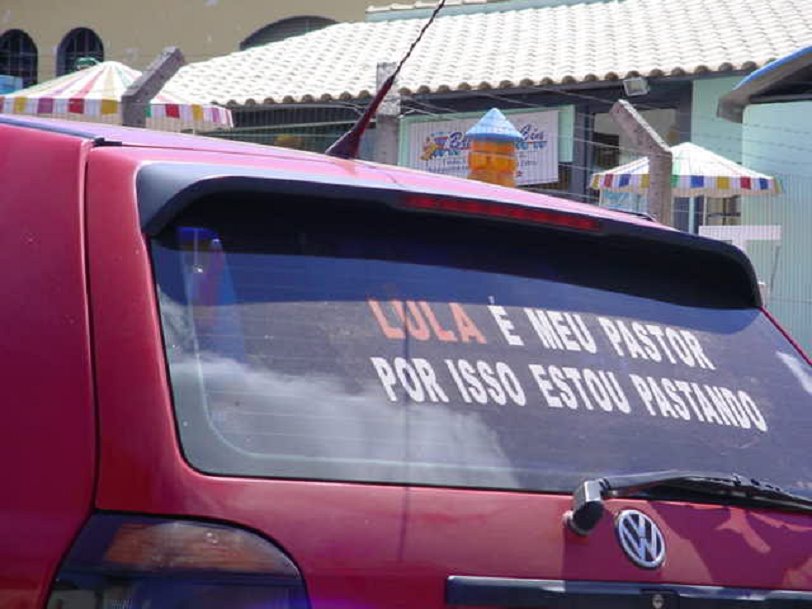 LULA É MEU PASTOR
POR ISSO ESTOU PASTANDO